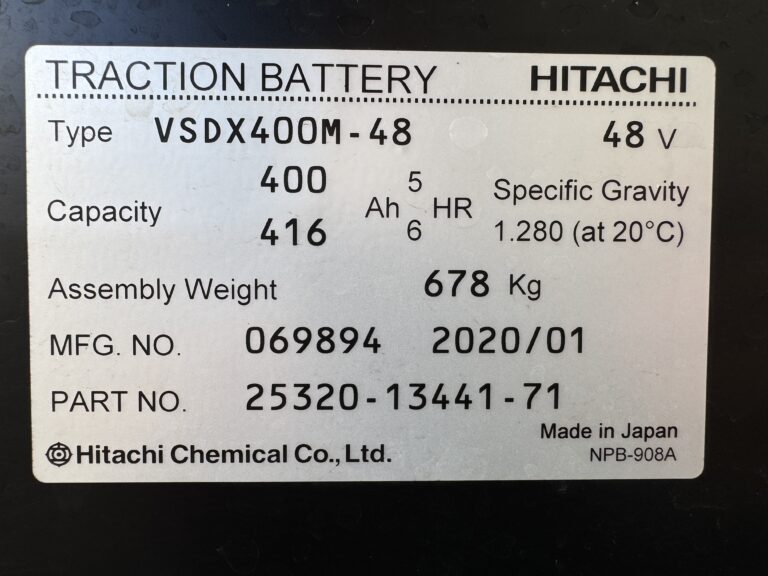 TRACTION BATTERY HITACHI
Type VSDX400M-48 48 V
Capacity 400 Ah 5 HR Specific Gravity
416 6 1.280 (at 20°C)
Assembly Weight 678 Kg
MFG. NO. 069894 2020/01
PART NO. 25320-13441-71
Made in Japan
Hitachi Chemical Co., Ltd. NPB-908A